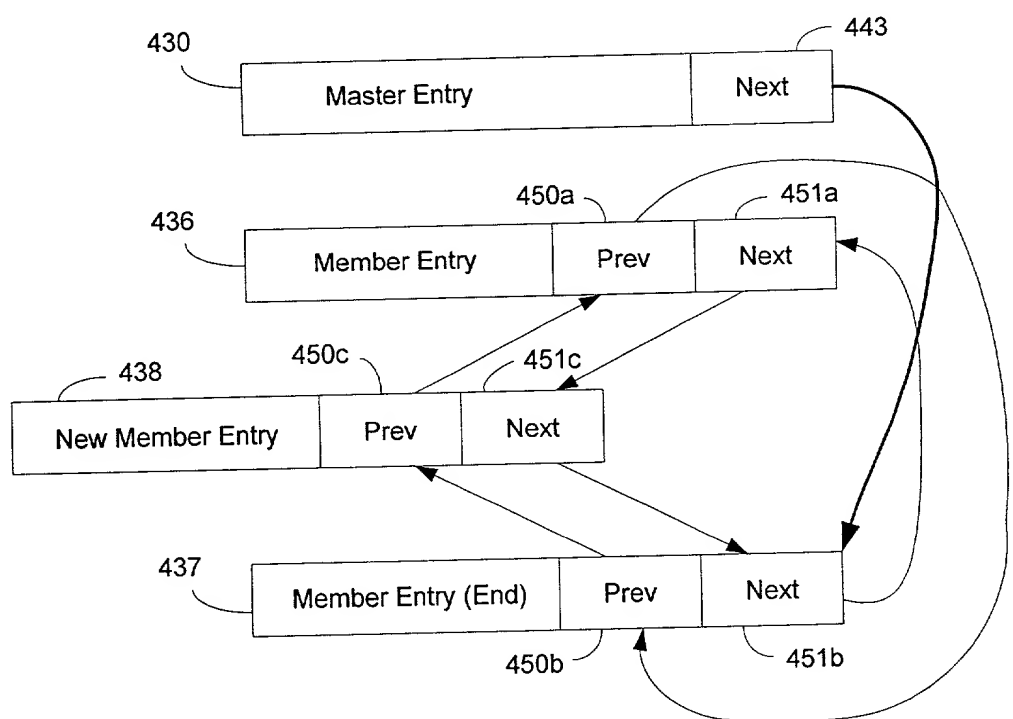 443
430
Master Entry
Next
450a
451a
436
Member Entry
Prev
Next
450c
451c
438
New Member Entry
Prev
Next
437
Member Entry (End)
Prev
Next
450b
451b